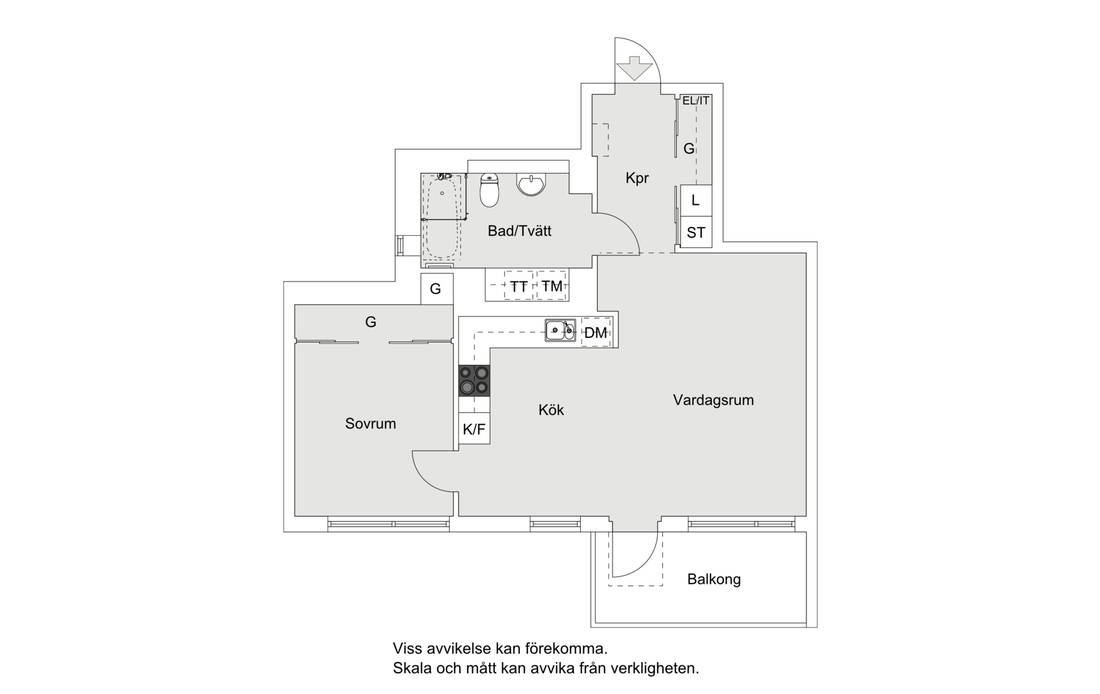 EL/IT
G
Kpr
L
ST
Bad/Tvätt
G
TT
TM
G
DM
Vardagsrum
Kök
Sovrum
K/F
Balkong
Viss avvikelse kan förekomma.
Skala och mått kan avvika från verkligheten.